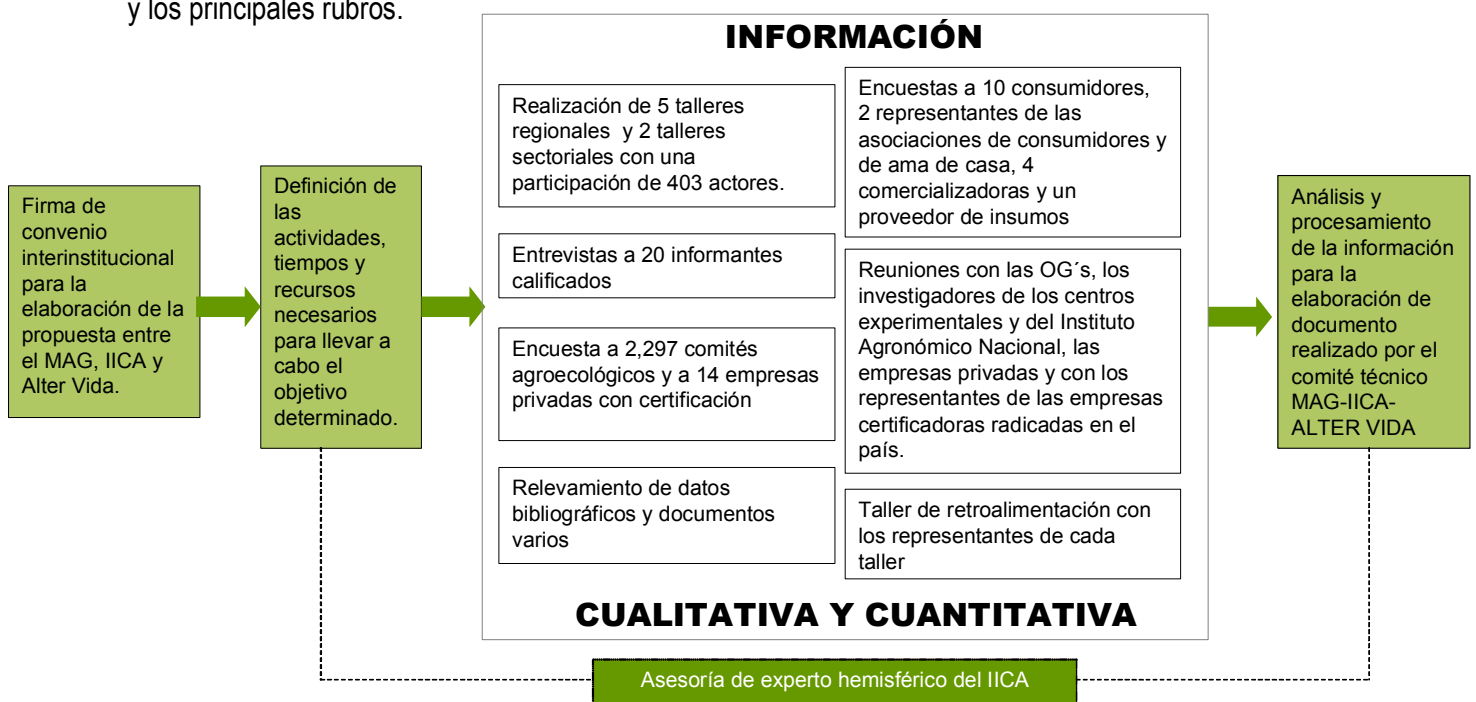 y los principales rubros.
INFORMACIÓN
Firma de
convenio
interinstitucional
para la
elaboración de la
propuesta entre
el MAG, IICA y
Alter Vida.
Definición de
las
actividades,
tiempos y
recursos
necesarios
para llevar a
cabo el
objetivo
determinado.
Realización de 5 talleres
regionales y 2 talleres
sectoriales con una
participación de 403 actores.
Entrevistas a 20 informantes
calificados
Encuesta a 2,297 comités
agroecológicos y a 14 empresas
privadas con certificación
Relevamiento de datos
bibliográficos y documentos
varios
Encuestas a 10 consumidores,
2 representantes de las
asociaciones de consumidores y
de ama de casa, 4
comercializadoras y un
proveedor de insumos
Reuniones con las OG´s, los
investigadores de los centros
experimentales y del Instituto
Agronómico Nacional, las
empresas privadas y con los
representantes de las empresas
certificadoras radicadas en el
país.
Taller de retroalimentación con
los representantes de cada
taller
CUALITATIVA Y CUANTITATIVA
Análisis y
procesamiento
de la información
para la
elaboración de
documento
realizado por el
comité técnico
MAG-IICA-
ALTER VIDA
Asesoría de experto hemisférico del IICA